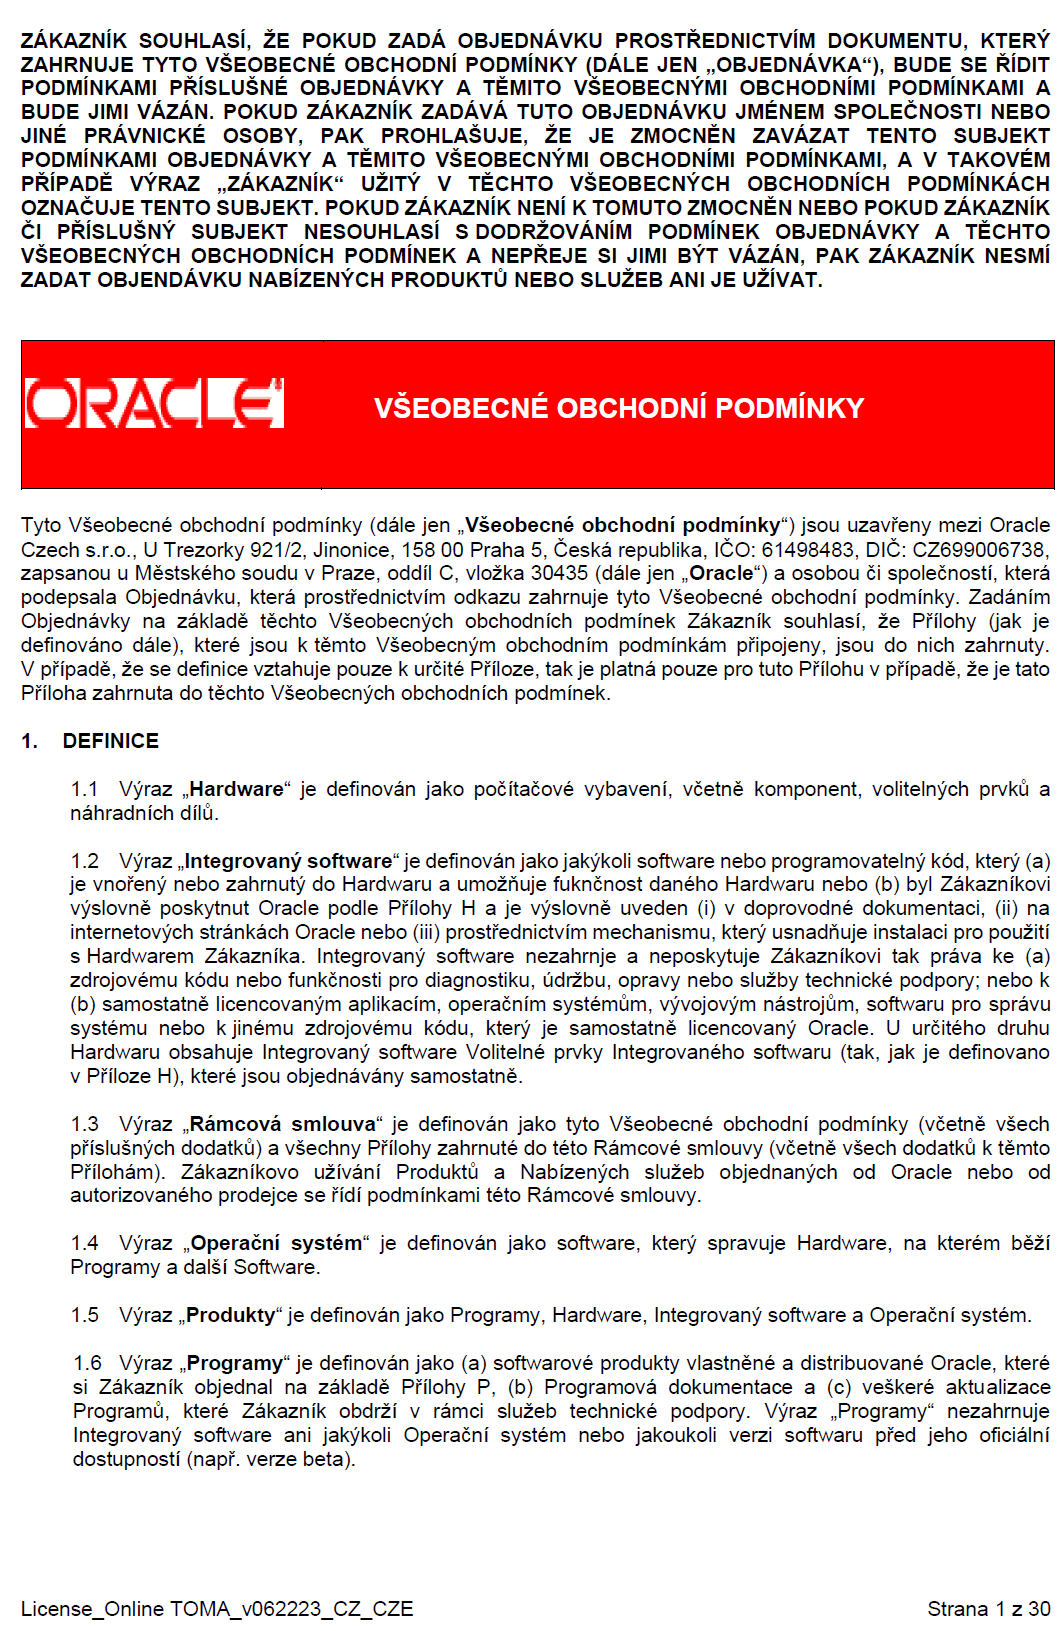 ZÁKAZNÍK SOUHLASÍ, ŽE POKUD ZADÁ OBJEDNÁVKU PROSTŘEDNICTVÍM DOKUMENTU, KTERÝ
ZAHRNUJE TYTO VŠEOBECNÉ OBCHODNÍ PODMÍNKY (DÁLE JEN „OBJEDNÁVKA“), BUDE SE ŘÍDIT
PODMÍNKAMI PŘÍSLUŠNÉ OBJEDNÁVKY A TĚMITO VŠEOBECNÝMI OBCHODNÍMI PODMÍNKAMI A
BUDE JIMI VÁZÁN. POKUD ZÁKAZNÍK ZADÁVÁ TUTO OBJEDNÁVKU JMÉNEM SPOLEČNOSTI NEBO
JINÉ PRÁVNICKÉ OSOBY, PAK PROHLAŠUJE, ŽE JE ZMOCNĚN ZAVÁZAT TENTO SUBJEKT
PODMÍNKAMI OBJEDNÁVKY A TĚMITO VŠEOBECNÝMI OBCHODNÍMI PODMÍNKAMI, A V TAKOVÉM
PŘÍPADĚ VÝRAZ „ZÁKAZNÍK“ UŽITÝ V TĚCHTO VŠEOBECNÝCH OBCHODNÍCH PODMÍNKÁCH
OZNAČUJE TENTO SUBJEKT. POKUD ZÁKAZNÍK NENÍ K TOMUTO ZMOCNĚN NEBO POKUD ZÁKAZNÍK
ČI PŘÍSLUŠNÝ SUBJEKT NESOUHLASÍ S DODRŽOVÁNÍM PODMÍNEK OBJEDNÁVKY A TĚCHTO
VŠEOBECNÝCH OBCHODNÍCH PODMÍNEK A NEPŘEJE SI JIMI BÝT VÁZÁN, PAK ZÁKAZNÍK NESMÍ
ZADAT OBJENDÁVKU NABÍZENÝCH PRODUKTŮ NEBO SLUŽEB ANI JE UŽÍVAT.
ORACLE®
VŠEOBECNÉ OBCHODNÍ PODMÍNKY
Tyto Všeobecné obchodní podmínky (dále jen „Všeobecné obchodní podmínky“) jsou uzavřeny mezi Oracle
Czech s.r.o., U Trezorky 921/2, Jinonice, 158 00 Praha 5, Česká republika, IČO: 61498483, DIČ: CZ699006738,
zapsanou u Městského soudu v Praze, oddíl C, vložka 30435 (dále jen „Oracle“) a osobou či společností, která
podepsala Objednávku, která prostřednictvím odkazu zahrnuje tyto Všeobecné obchodní podmínky. Zadáním
Objednávky na základě těchto Všeobecných obchodních podmínek Zákazník souhlasí, že Přílohy (jak je
definováno dále), které jsou k těmto Všeobecným obchodním podmínkám připojeny, jsou do nich zahrnuty.
V případě, že se definice vztahuje pouze k určité Příloze, tak je platná pouze pro tuto Přílohu v případě, že je tato
Příloha zahrnuta do těchto Všeobecných obchodních podmínek.
1. DEFINICE
1.1 Výraz „Hardware“ je definován jako počítačové vybavení, včetně komponent, volitelných prvků a
náhradních dílů.
1.2 Výraz „Integrovaný software“ je definován jako jakýkoli software nebo programovatelný kód, který (a)
je vnořený nebo zahrnutý do Hardwaru a umožňuje fuknčnost daného Hardwaru nebo (b) byl Zákazníkovi
výslovně poskytnut Oracle podle Přílohy H a je výslovně uveden (i) v doprovodné dokumentaci, (ii) na
internetových stránkách Oracle nebo (iii) prostřednictvím mechanismu, který usnadňuje instalaci pro použití
s Hardwarem Zákazníka. Integrovaný software nezahrnje a neposkytuje Zákazníkovi tak práva ke (a)
zdrojovému kódu nebo funkčnosti pro diagnostiku, údržbu, opravy nebo služby technické podpory; nebo k
(b) samostatně licencovaným aplikacím, operačním systémům, vývojovým nástrojům, softwaru pro správu
systému nebo k jinému zdrojovému kódu, který je samostatně licencovaný Oracle. U určitého druhu
Hardwaru obsahuje Integrovaný software Volitelné prvky Integrovaného softwaru (tak, jak je definovano
v Příloze H), které jsou objednávány samostatně.
1.3 Výraz „Rámcová smlouva“ je definován jako tyto Všeobecné obchodní podmínky (včetně všech
příslušných dodatků) a všechny Přílohy zahrnuté do této Rámcové smlouvy (včetně všech dodatků k těmto
Přílohám). Zákazníkovo užívání Produktů a Nabízených služeb objednaných od Oracle nebo od
autorizovaného prodejce se řídí podmínkami této Rámcové smlouvy.
1.4 Výraz „Operační systém“ je definován jako software, který spravuje Hardware, na kterém běží
Programy a další Software.
1.5 Výraz „Produkty“ je definován jako Programy, Hardware, Integrovaný software a Operační systém.
1.6 Výraz „Programy“ je definován jako (a) softwarové produkty vlastněné a distribuované Oracle, které
si Zákazník objednal na základě Přílohy P, (b) Programová dokumentace a (c) veškeré aktualizace
Programů, které Zákazník obdrží v rámci služeb technické podpory. Výraz „Programy“ nezahrnuje
Integrovaný software ani jakýkoli Operační systém nebo jakoukoli verzi softwaru před jeho oficiální
dostupností (např. verze beta).
License_Online TOMA_v062223_CZ_CZE
Strana 1 z 30